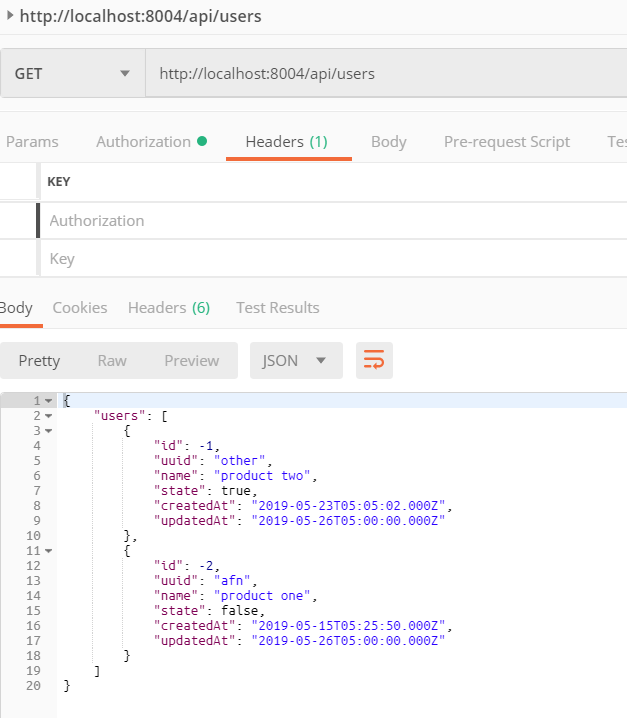 http://localhost:8004/api/users
GET http://localhost:8004/api/users
Params Authorization Headers (1) Body Pre-request Script Tes
KEY
Authorization
Key
Body Cookies Headers (6) Test Results
Pretty Raw Preview JSON
1 {
2 "users": [
3 {
4 "id": -1,
5 "uuid": "other",
6 "name": "product two",
7 "state": true,
8 "createdAt": "2019-05-23T05:05:02.000Z",
9 "updatedAt": "2019-05-26T05:00:00.000Z"
10 },
11 {
12 "id": -2,
13 "uuid": "afn",
14 "name": "product one",
15 "state": false,
16 "createdAt": "2019-05-15T05:25:50.000Z",
17 "updatedAt": "2019-05-26T05:00:00.000Z"
18 }
19 ]
20 }